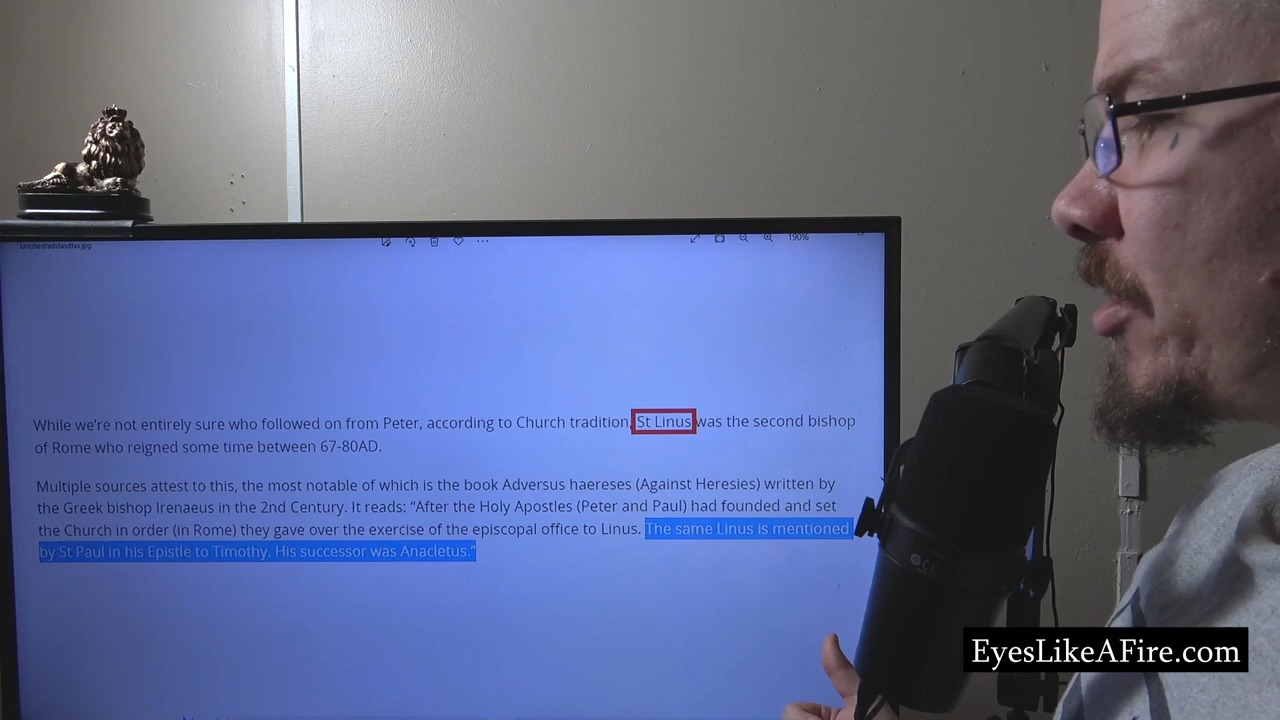 Untitledfadsfasdfas.jpg
190%
While we're not entirely sure who followed on from Peter, according to Church tradition, St Linus was the second bishop
of Rome who reigned some time between 67-80AD.
Multiple sources attest to this, the most notable of which is the book Adversus haereses (Against Heresies) written by
the Greek bishop Irenaeus in the 2nd Century. It reads: “After the Holy Apostles (Peter and Paul) had founded and set
the Church in order (in Rome) they gave over the exercise of the episcopal office to Linus. The same Linus is mentioned
by St Paul in his Epistle to Timothy. His successor was Anacletus.”
EyesLikeAFire.com